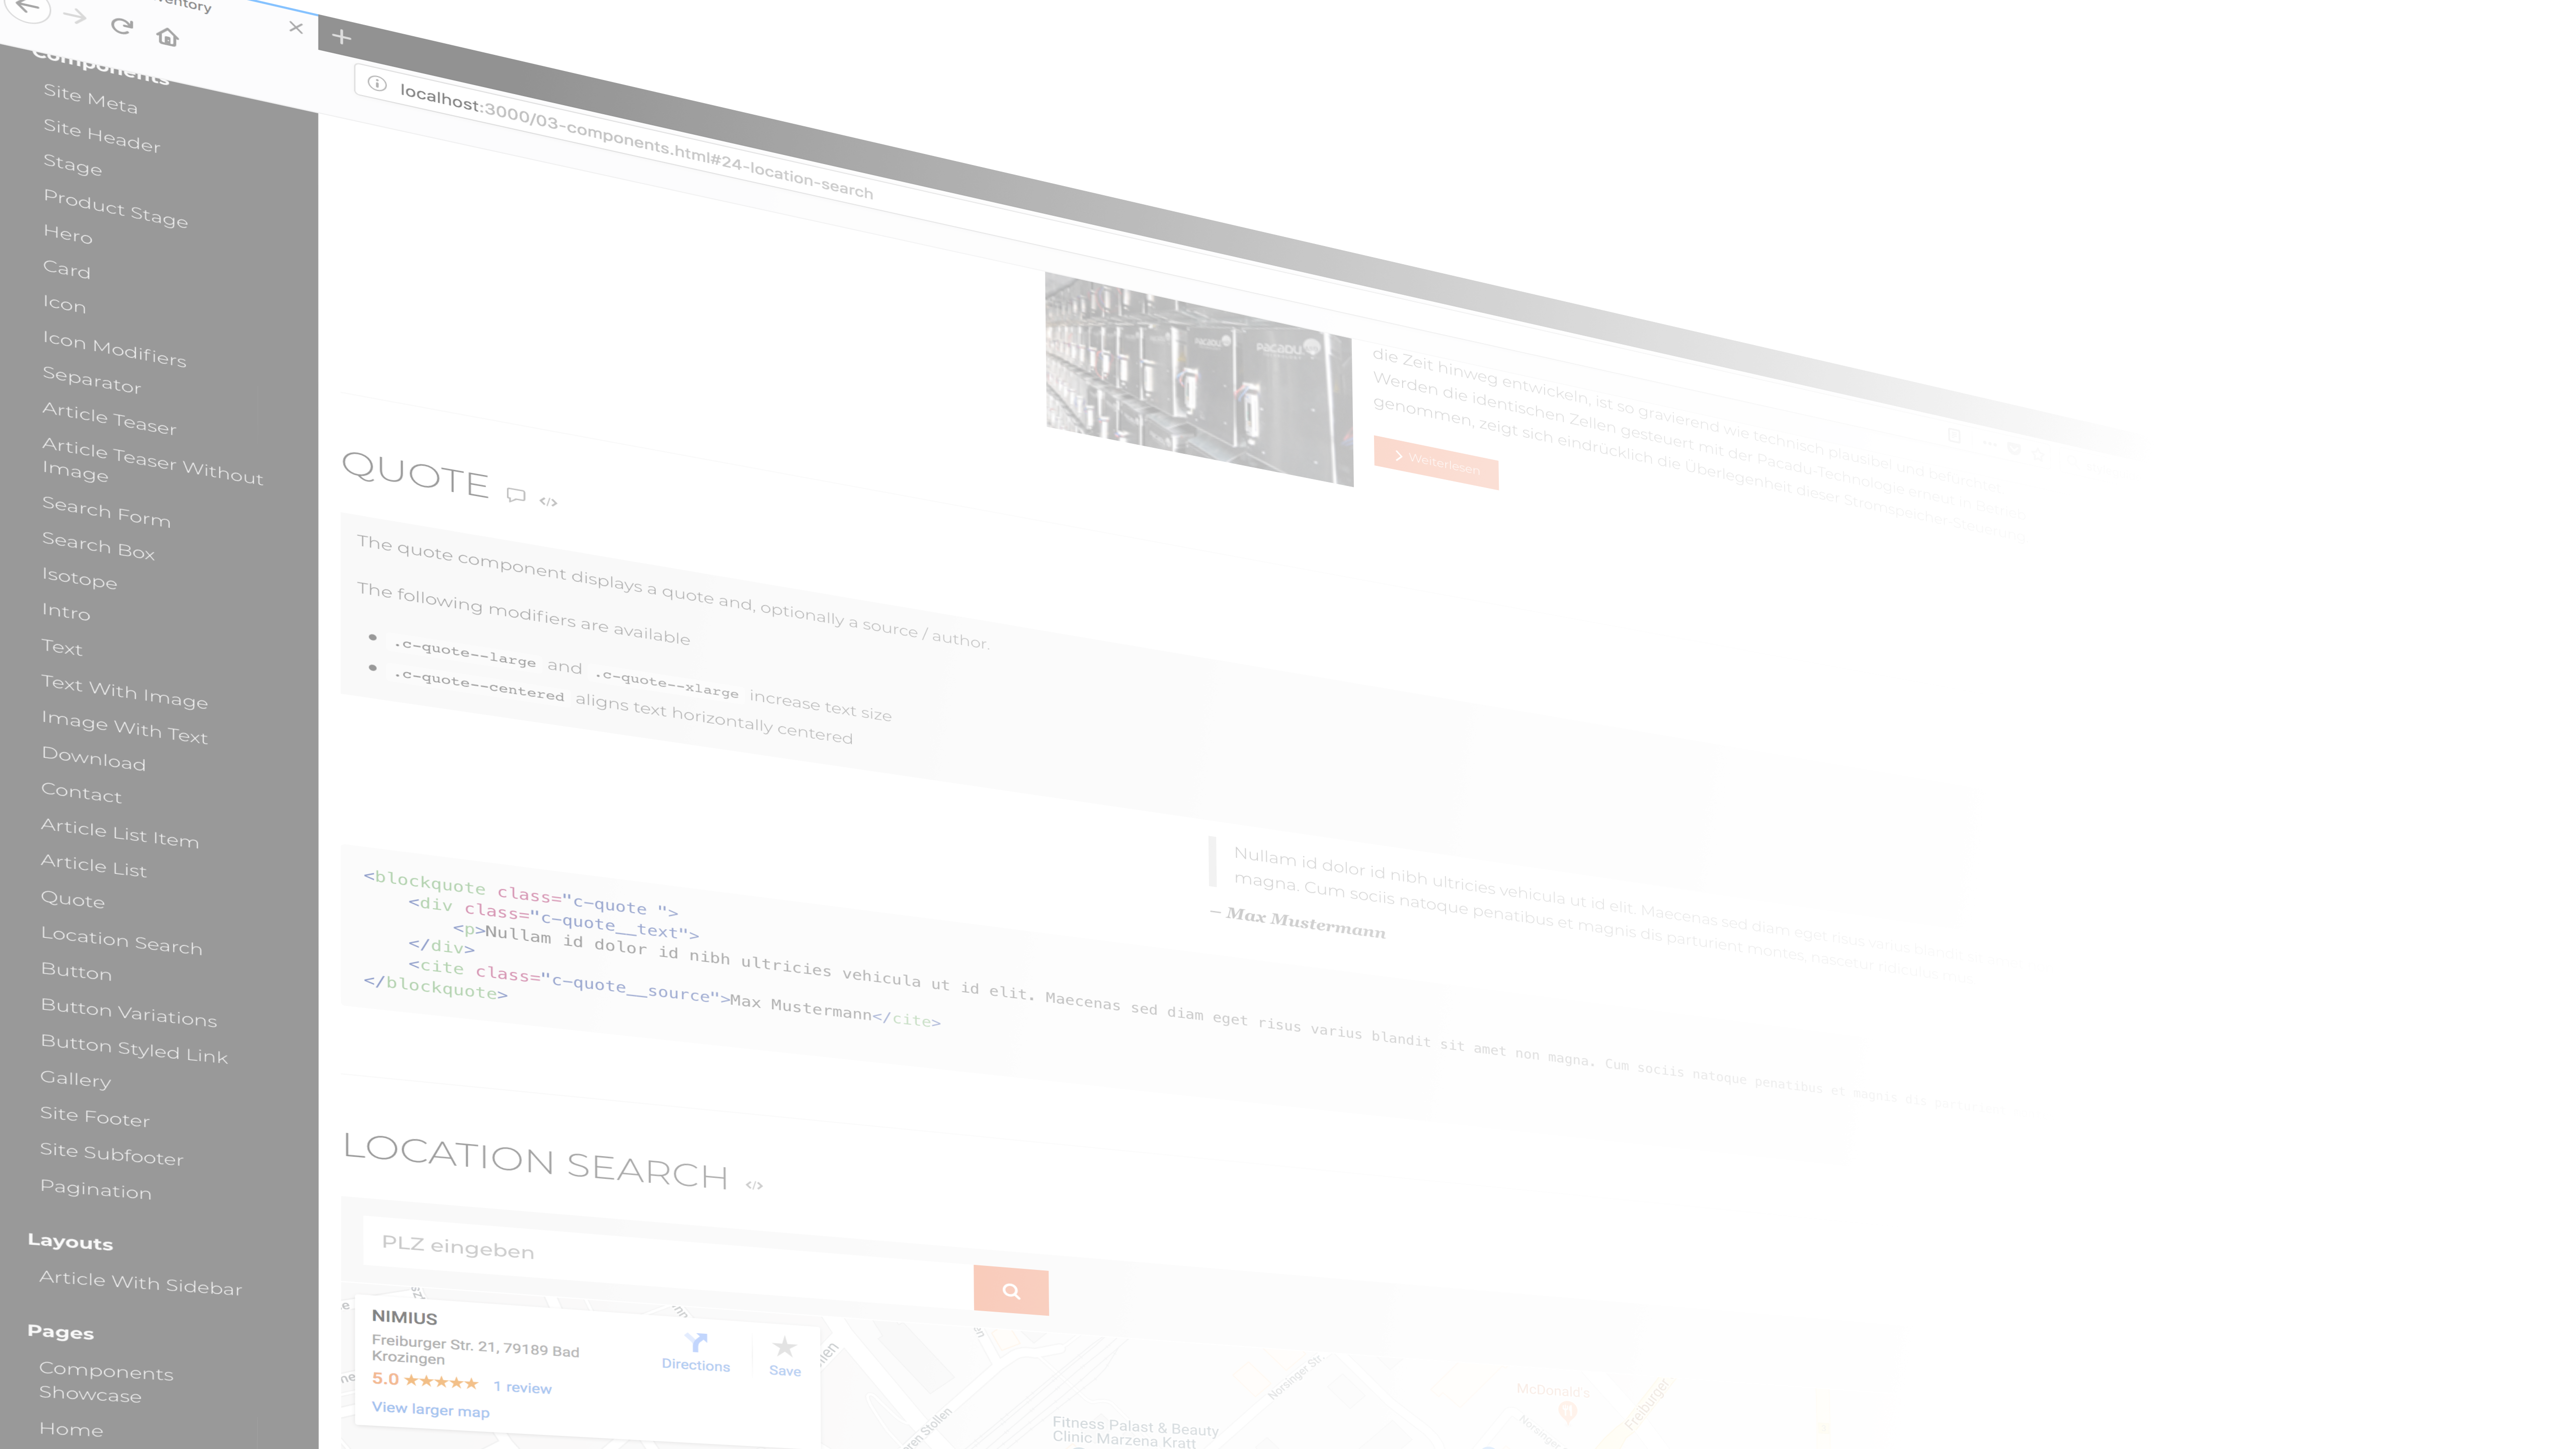 localhost:3000/03-components.html#24-location-search
Components
Site Meta
Site Header
Stage
Product Stage
Hero
Card
Icon
Icon Modifiers
Separator
Article Teaser
Article Teaser Without
Image
Search Form
Search Box
Isotope
Intro
Text
Text With Image
Image With Text
Download
Contact
Article List Item
Article List
Quote
Location Search
Button
Button Variations
Button Styled Link
Gallery
Site Footer
Site Subfooter
Pagination
Layouts
Article With Sidebar
Pages
Components
Showcase
Home
pacadu
pacadu
die Zeit hinweg entwickeln, ist so gravierend wie technisch plausibel und befürchtet.
Werden die identischen Zellen gesteuert mit der Pacadu-Technologie erneut in Betrieb
genommen, zeigt sich eindrücklich die Überlegenheit dieser Stromspeicher-Steuerung.
Weiterlesen
QUOTE </>
The quote component displays a quote and, optionally a source / author.
The following modifiers are available
• .c-quote--large and .c-quote--xlarge increase text size
• .c-quote--centered aligns text horizontally centered
Nullam id dolor id nibh ultricies vehicula ut id elit. Maecenas sed diam eget risus varius blandit
magna. Cum sociis natoque penatibus et magnis dis parturient montes, nascetur ridiculus mus.
– Max Mustermann
<blockquote class="c-quote ">
<div class="c-quote__text">
<p>Nullam id dolor id nibh ultricies vehicula ut id elit. Maecenas sed diam eget risus varius blandit sit amet non magna. Cum sociis natoque penatibus et magnis dis parturient
</div>
<cite class="c-quote__source">Max Mustermann</cite>
</blockquote>
LOCATION SEARCH </>
PLZ eingeben
NIMIUS
Freiburger Str. 21, 79189 Bad
Krozingen
5.0 ★★★★★ 1 review
View larger map
Directions
Save
Norsinger Str.
McDonald's
Freiburger
Norsinger
Fitness Palast & Beauty
Clinic Marzena Kratt